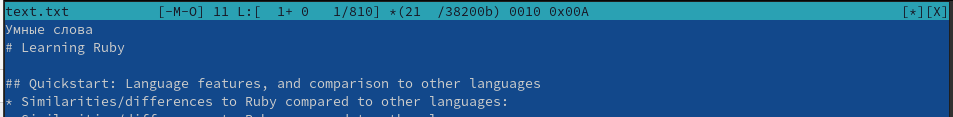 text.txt [-M-O] 11 L:[ 1+ 0 1/810] *(21 /38200b) 0010 0x00A [*][X]
Умные слова
# Learning Ruby
## Quickstart: Language features, and comparison to other languages
* Similarities/differences to Ruby compared to other languages: